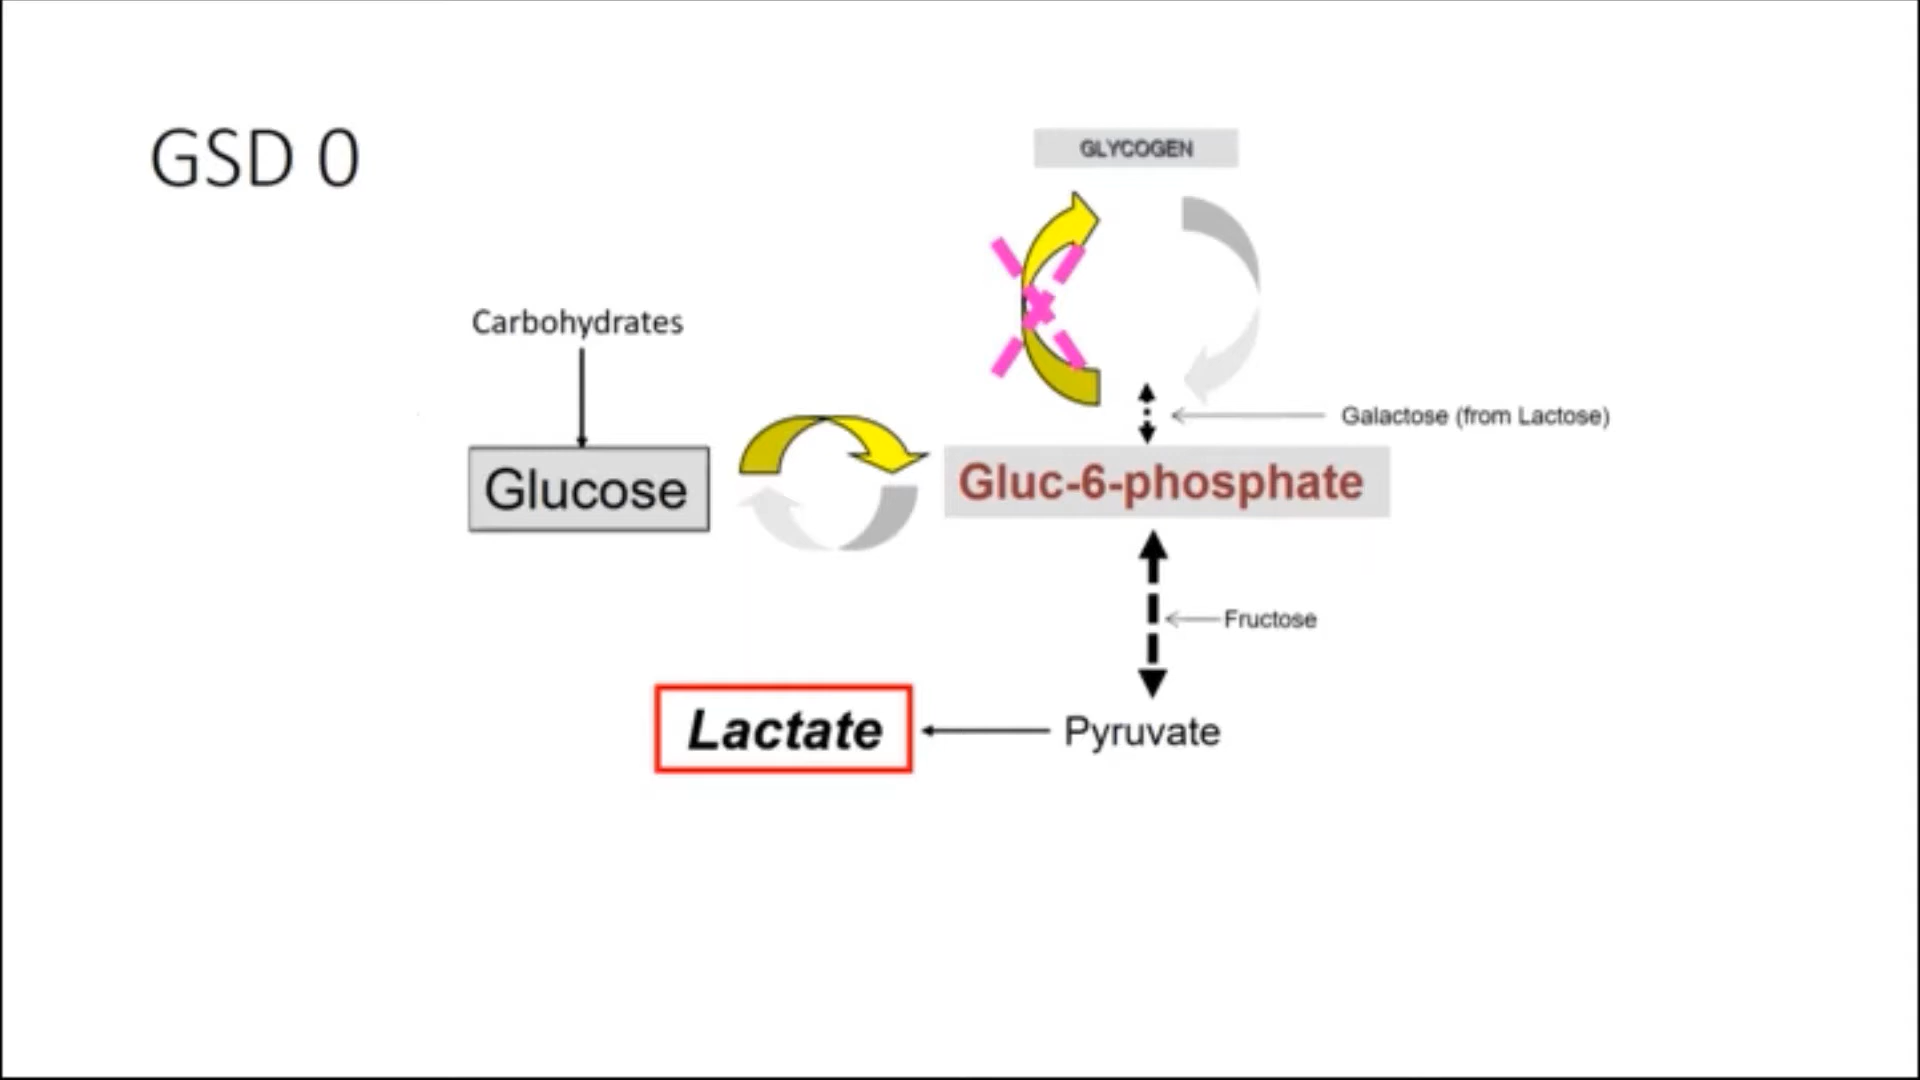 GSD 0
GLYCOGEN
Carbohydrates
Galactose (from Lactose)
Glucose
Gluc-6-phosphate
Fructose
Lactate
Pyruvate